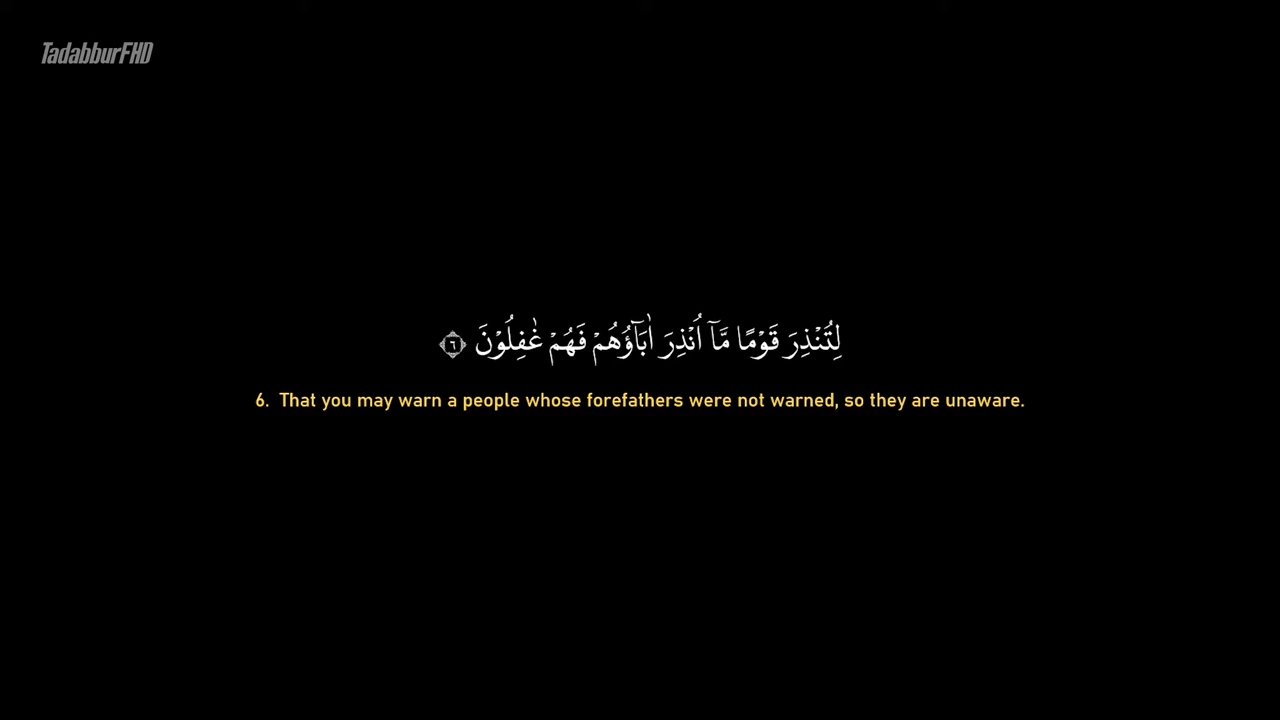 TadabburFHD
لِتُنْذِرَ قَوْمًا مَّآ اُنْذِرَ اٰبَآؤُهُمْ فَهُمْ غٰفِلُوْنَ ٦
6. That you may warn a people whose forefathers were not warned, so they are unaware.